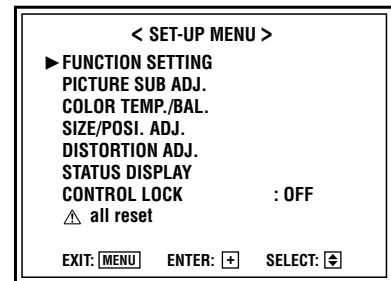 < SET-UP MENU >
►FUNCTION SETTING
PICTURE SUB ADJ.
COLOR TEMP./BAL.
SIZE/POSI. ADJ.
DISTORTION ADJ.
STATUS DISPLAY
CONTROL LOCK : OFF
⚠ all reset
EXIT: MENU ENTER: + SELECT: ⬍